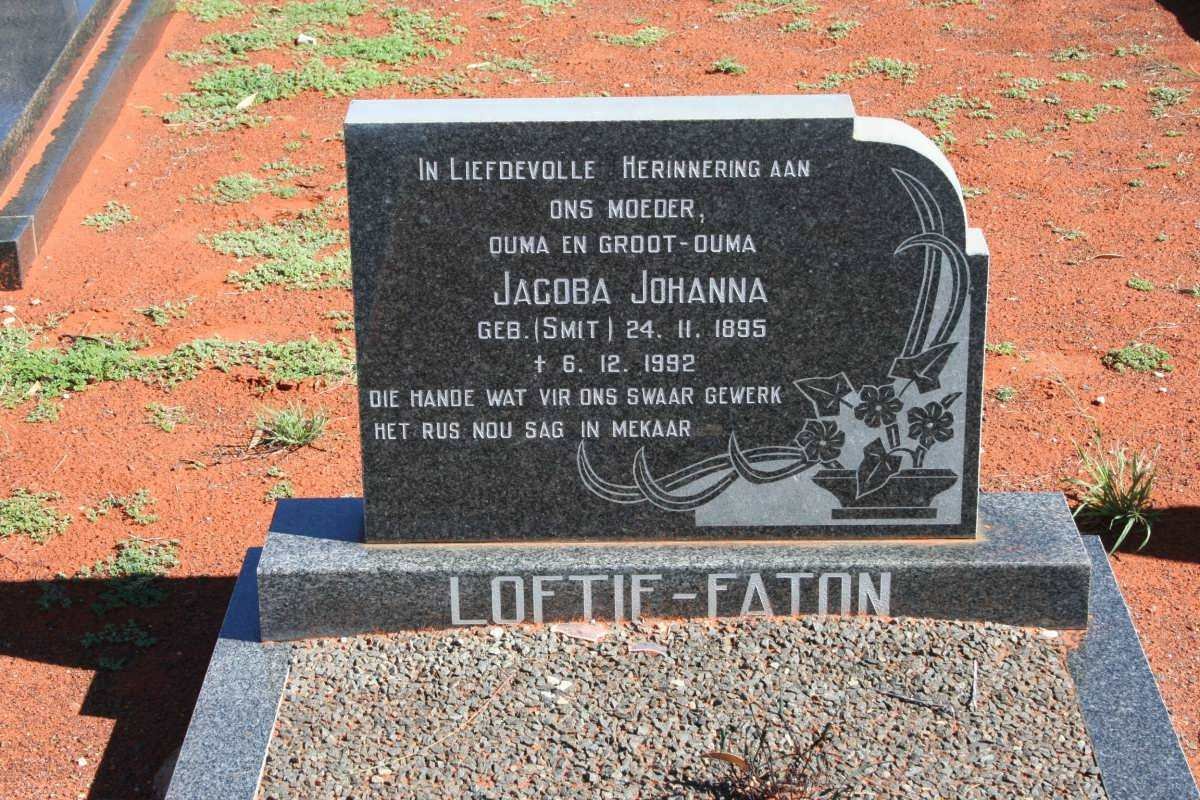 In Liefdevolle Herinnering aan
ons moeder,
ouma en groot-ouma
Jacoba Johanna
geb. (Smit) 24. 11. 1895
✝ 6. 12. 1992
Die hande wat vir ons swaar gewerk
het rus nou sag in mekaar
LOFTIE-EATON